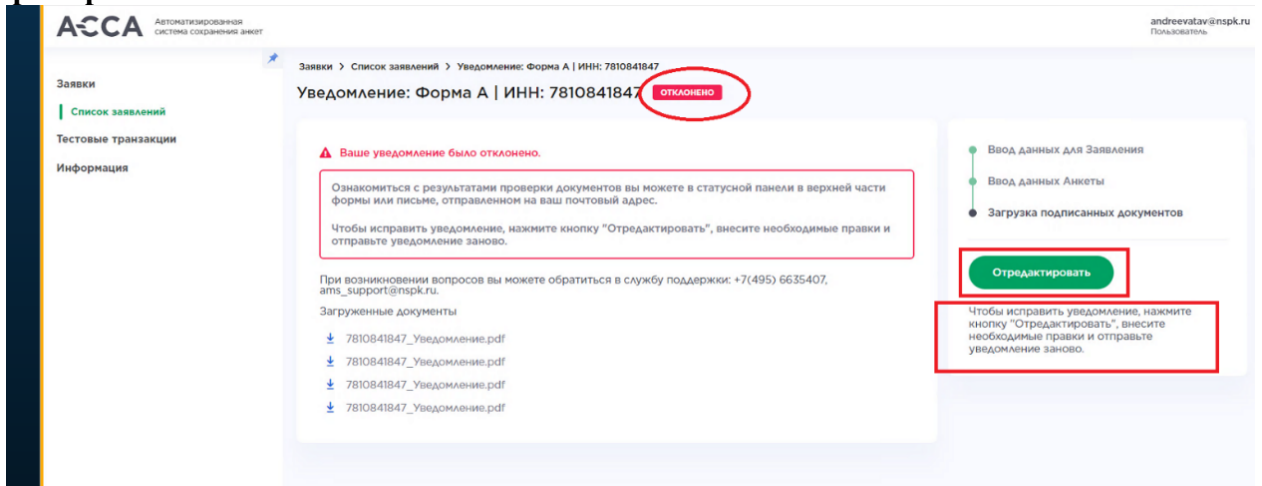 АССА
Автоматизированная
система сохранения анкет
andreevatav@nspk.ru
Пользователь
Заявки
Список заявлений
Тестовые транзакции
Информация
Заявки > Список заявлений > Уведомление: Форма А | ИНН: 7810841847
Уведомление: Форма А | ИНН: 7810841847 ОТКЛОНЕНО
Ваше уведомление было отклонено.
Ознакомиться с результатами проверки документов вы можете в статусной панели в верхней части
формы или письме, отправленном на ваш почтовый адрес.
Чтобы исправить уведомление, нажмите кнопку "Отредактировать", внесите необходимые правки и
отправьте уведомление заново.
При возникновении вопросов вы можете обратиться в службу поддержки: +7(495) 6635407,
ams_support@nspk.ru.
Загруженные документы
7810841847_Уведомление.pdf
7810841847_Уведомление.pdf
7810841847_Уведомление.pdf
7810841847_Уведомление.pdf
Ввод данных для Заявления
Ввод данных Анкеты
Загрузка подписанных документов
Отредактировать
Чтобы исправить уведомление, нажмите
кнопку "Отредактировать", внесите
необходимые правки и отправьте
уведомление заново.